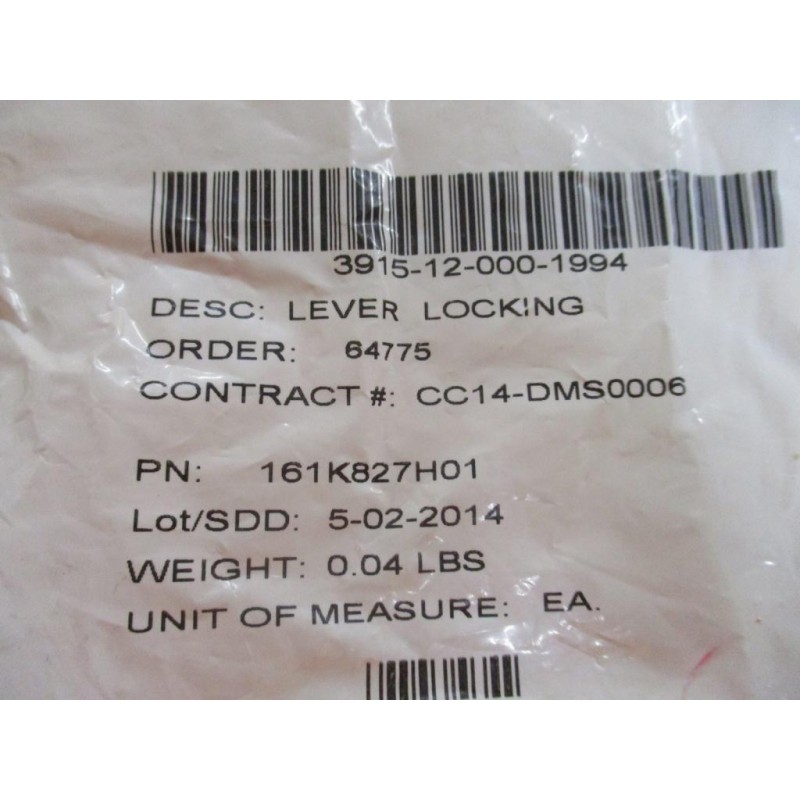 3915-12-000-1994
DESC: LEVER LOCKING
ORDER: 64775
CONTRACT #: CC14-DMS0006
PN: 161K827H01
Lot/SDD: 5-02-2014
WEIGHT: 0.04 LBS
UNIT OF MEASURE: EA.